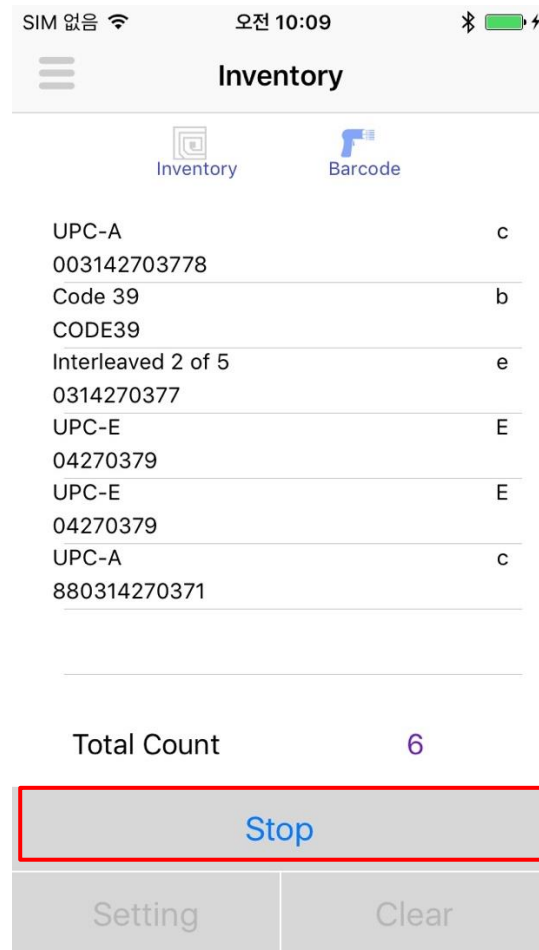 SIM 없음 오전 10:09
Inventory
Inventory Barcode
UPC-A c
003142703778
Code 39 b
CODE39
Interleaved 2 of 5 e
0314270377
UPC-E E
04270379
UPC-E E
04270379
UPC-A c
880314270371
Total Count 6
Stop
Setting Clear